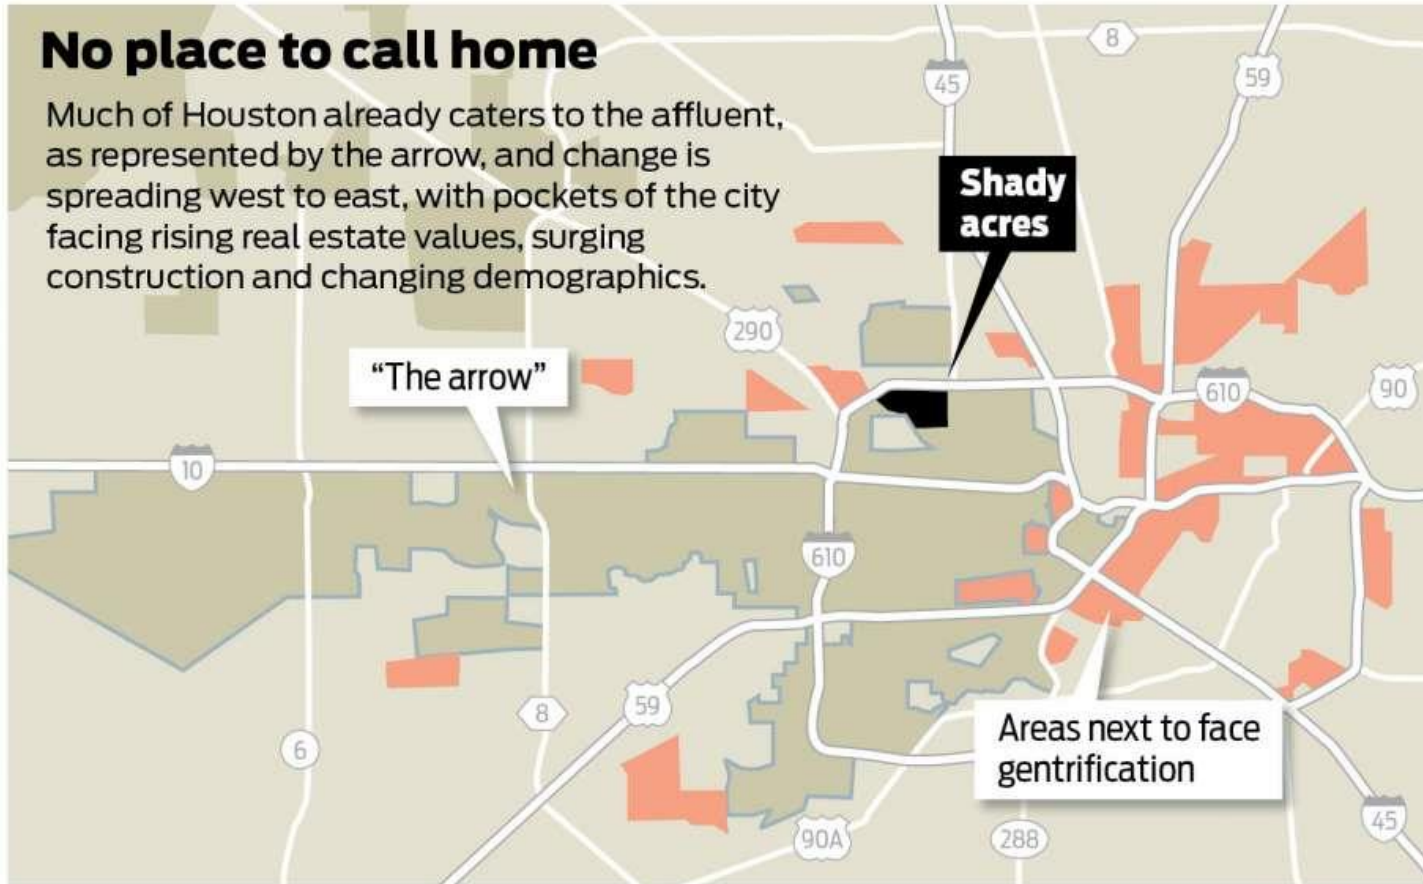 No place to call home
Much of Houston already caters to the affluent,
as represented by the arrow, and change is
spreading west to east, with pockets of the city
facing rising real estate values, surging
construction and changing demographics.
8
45
59
Shady
acres
290
"The arrow"
610
90
10
610
59
8
6
Areas next to face
gentrification
90A
288
45